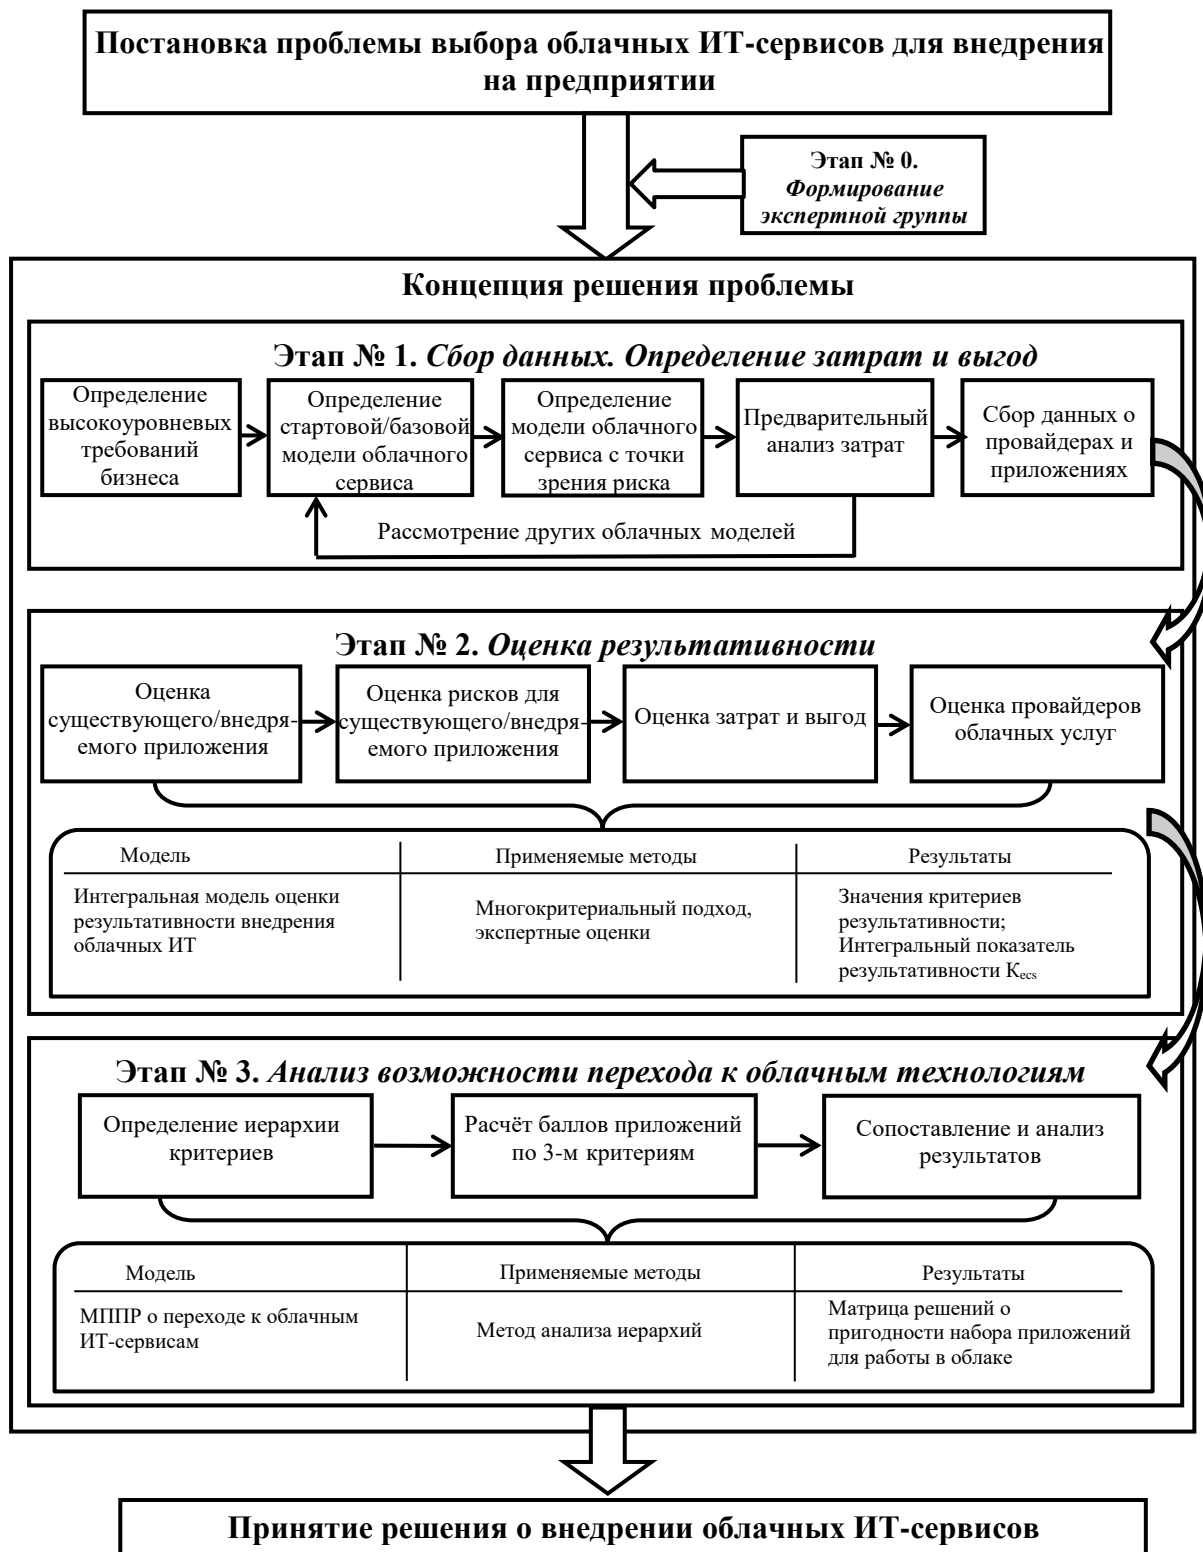 Постановка проблемы выбора облачных ИТ-сервисов для внедрения
на предприятии
Этап № 0.
Формирование
экспертной группы
Концепция решения проблемы
Этап № 1. Сбор данных. Определение затрат и выгод
Определение
высокоуровневых
требований
бизнеса
Определение
стартовой/базовой
модели облачного
сервиса
Определение
модели облачного
сервиса с точки
зрения риска
Предварительный
анализ затрат
Сбор данных о
провайдерах и
приложениях
Рассмотрение других облачных моделей
Этап № 2. Оценка результативности
Оценка
существующего/внедря-
емого приложения
Оценка рисков для
существующего/внедря-
емого приложения
Оценка затрат и выгод
Оценка провайдеров
облачных услуг
Модель
Применяемые методы
Результаты
Интегральная модель оценки
результативности внедрения
облачных ИТ
Многокритериальный подход,
экспертные оценки
Значения критериев
результативности;
Интегральный показатель
результативности Kecs
Этап № 3. Анализ возможности перехода к облачным технологиям
Определение иерархии
критериев
Расчёт баллов приложений
по 3-м критериям
Сопоставление и анализ
результатов
Модель
Применяемые методы
Результаты
МППР о переходе к облачным
ИТ-сервисам
Метод анализа иерархий
Матрица решений о
пригодности набора приложений
для работы в облаке
Принятие решения о внедрении облачных ИТ-сервисов